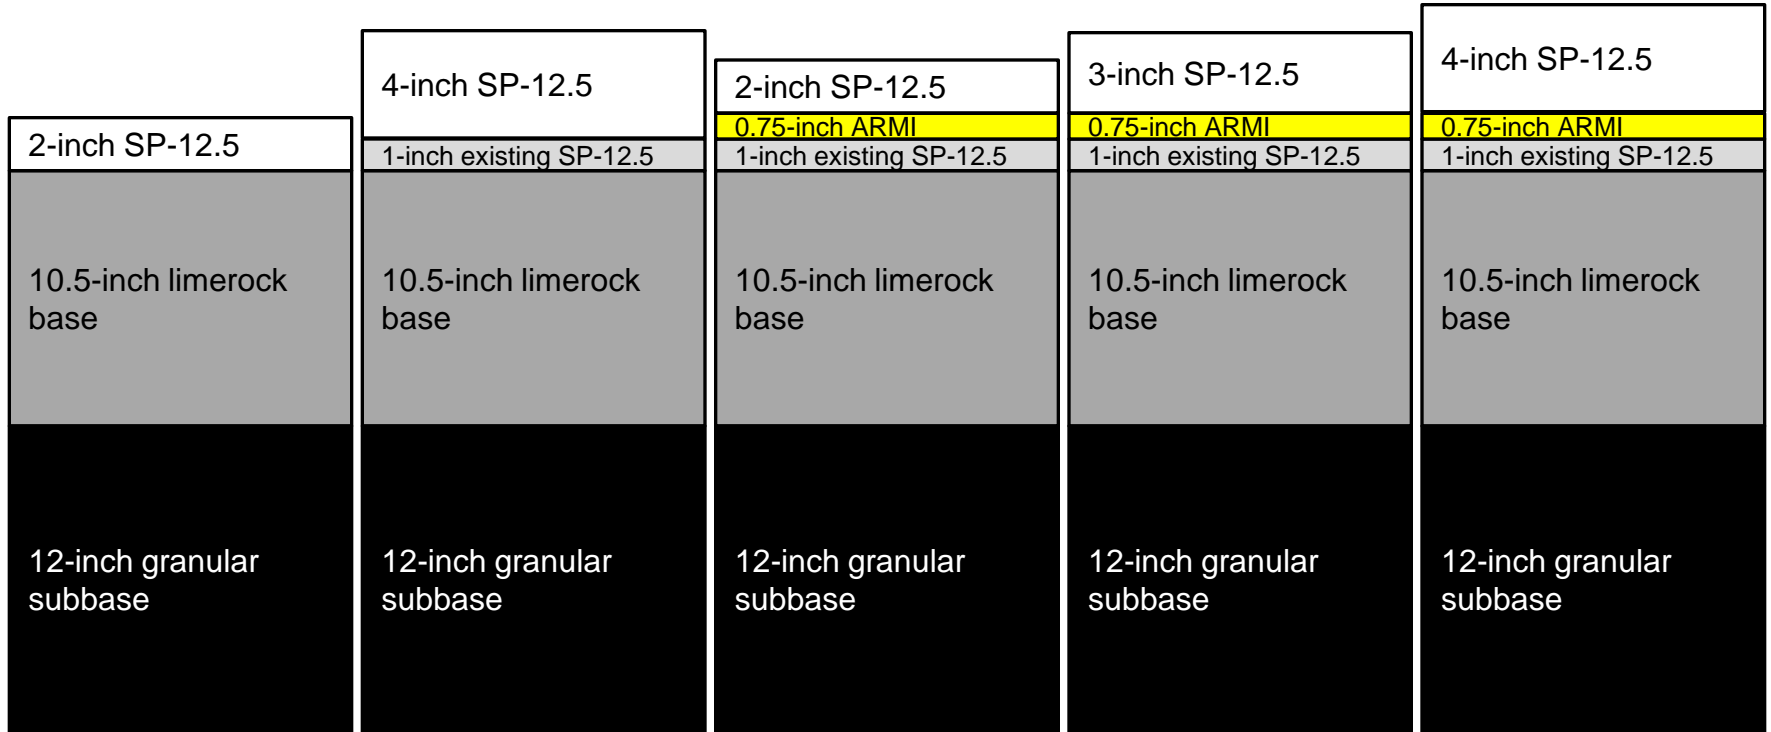 2-inch SP-12.5
10.5-inch limerock
base
12-inch granular
subbase
4-inch SP-12.5
1-inch existing SP-12.5
10.5-inch limerock
base
12-inch granular
subbase
2-inch SP-12.5
0.75-inch ARMI
1-inch existing SP-12.5
10.5-inch limerock
base
12-inch granular
subbase
3-inch SP-12.5
0.75-inch ARMI
1-inch existing SP-12.5
10.5-inch limerock
base
12-inch granular
subbase
4-inch SP-12.5
0.75-inch ARMI
1-inch existing SP-12.5
10.5-inch limerock
base
12-inch granular
subbase